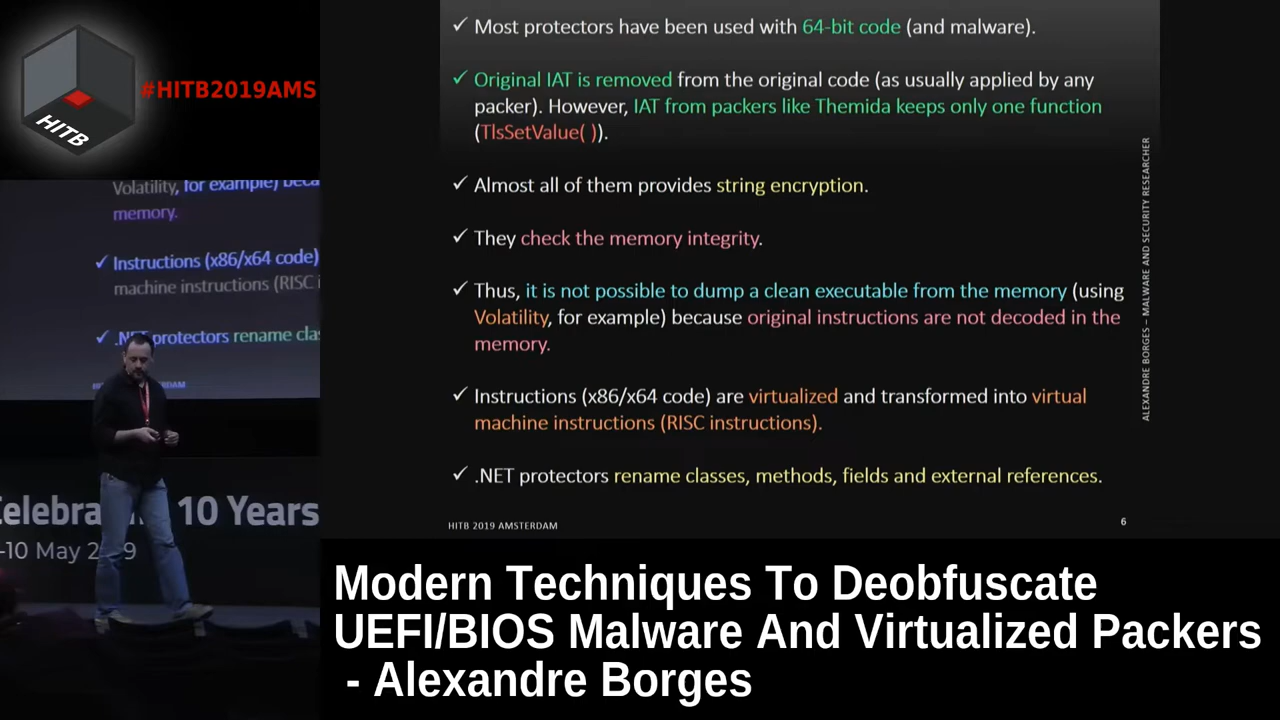 HITB
#HITB2019AMS
✓ Most protectors have been used with 64-bit code (and malware).
✓ Original IAT is removed from the original code (as usually applied by any
packer). However, IAT from packers like Themida keeps only one function
(TlsSetValue( )).
✓ Almost all of them provides string encryption.
✓ They check the memory integrity.
✓ Thus, it is not possible to dump a clean executable from the memory (using
Volatility, for example) because original instructions are not decoded in the
memory.
✓ Instructions (x86/x64 code) are virtualized and transformed into virtual
machine instructions (RISC instructions).
✓ .NET protectors rename classes, methods, fields and external references.
HITB 2019 AMSTERDAM
6
ALEXANDRE BORGES – MALWARE AND SECURITY RESEARCHER
Volatility, for example) beca
memory.
✓ Instructions (x86/x64 code)
machine instructions (RISC i
✓ .NET protectors rename cla
Celebra 10 Years
-10 May 2 9
Modern Techniques To Deobfuscate
UEFI/BIOS Malware And Virtualized Packers
- Alexandre Borges